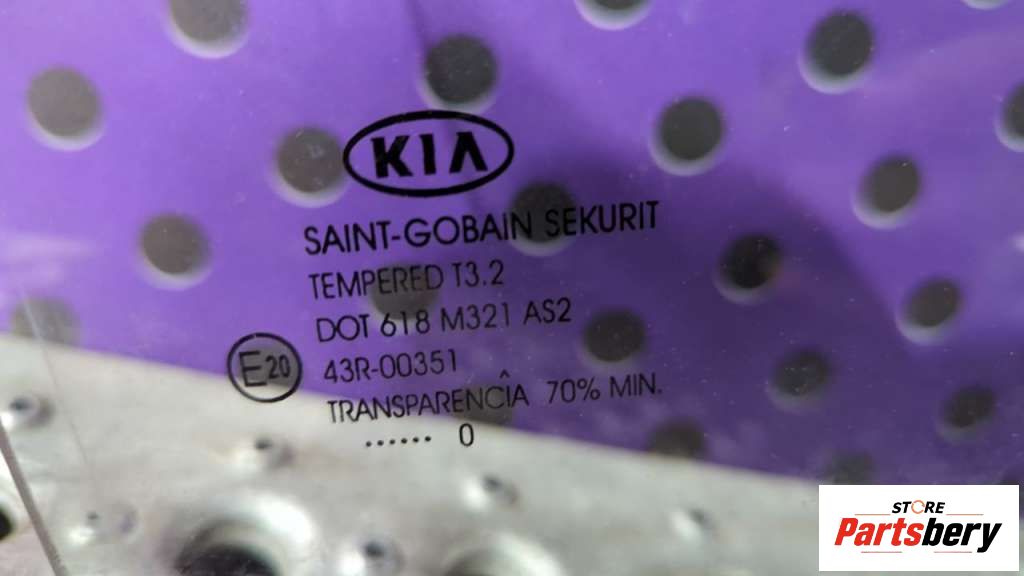 KIA
SAINT-GOBAIN SEKURIT
TEMPERED T3.2
DOT 618 M321 AS2
E20 43R-00351
TRANSPARENCÎA 70% MIN.
...... 0
STORE
Partsbery